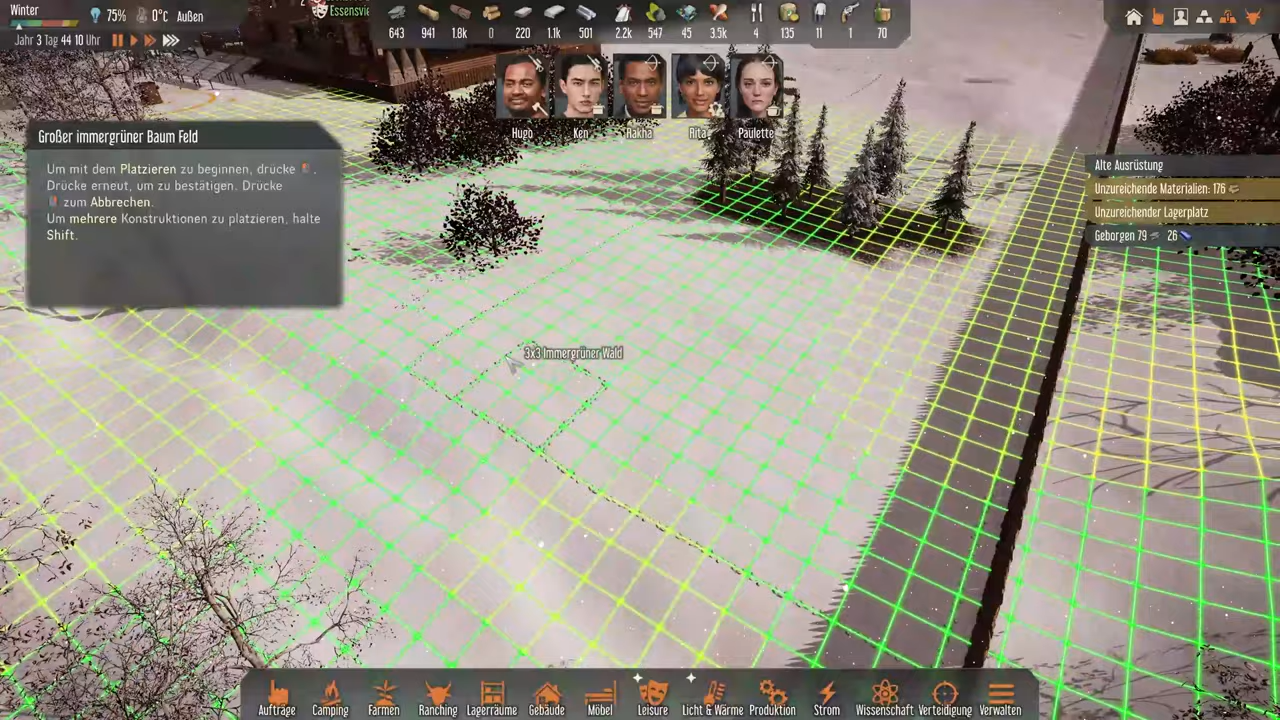 Winter
75% 0°C Außen
Jahr 3 Tag 44 10 Uhr
643 941 1.8k 0 220 1.1k 501 2.2k 547 45 3.5k 4 135 11 1 70
Hugo Ken Rakha Rita Paulette
Großer immergrüner Baum Feld
Um mit dem Platzieren zu beginnen, drücke .
Drücke erneut, um zu bestätigen. Drücke
zum Abbrechen.
Um mehrere Konstruktionen zu platzieren, halte
Shift.
Alte Ausrüstung
Unzureichende Materialien: 176
Unzureichender Lagerplatz
Geborgen 79 26
3x3 Immergrüner Wald
Aufträge Camping Farmen Ranching Lagerräume Gebäude Möbel Leisure Licht & Wärme Produktion Strom Wissenschaft Verteidigung Verwalten